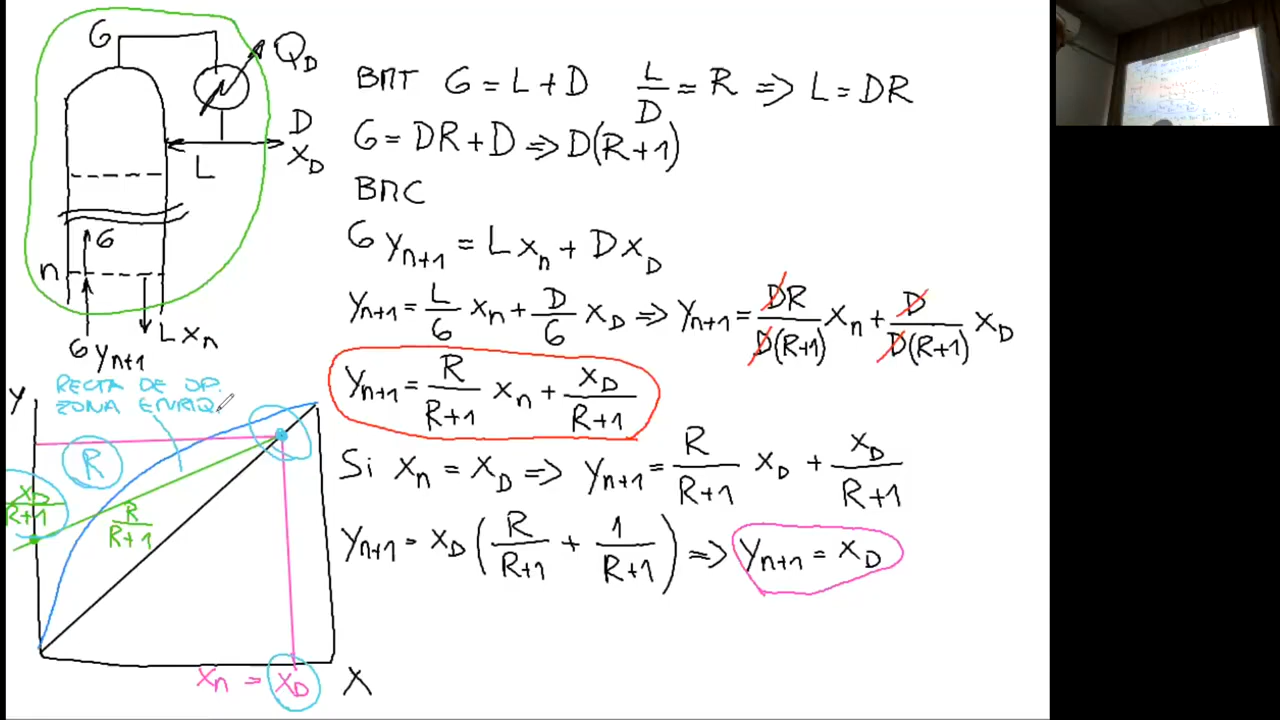 G
Q_D
D
X_D
L
G
n
G y_{n+1}
L x_n
RECTA DE OP.
ZONA ENRIQ
Y
R
X_D/(R+1)
R/(R+1)
x_n = x_D
X
BMT G = L + D L/D = R => L = DR
G = DR + D => D(R+1)
BMC
G y_{n+1} = L x_n + D x_D
y_{n+1} = L/G x_n + D/G x_D => y_{n+1} = DR/D(R+1) x_n + D/D(R+1) x_D
y_{n+1} = R/(R+1) x_n + x_D/(R+1)
Si x_n = x_D => y_{n+1} = R/(R+1) x_D + x_D/(R+1)
y_{n+1} = x_D (R/(R+1) + 1/(R+1)) => y_{n+1} = x_D